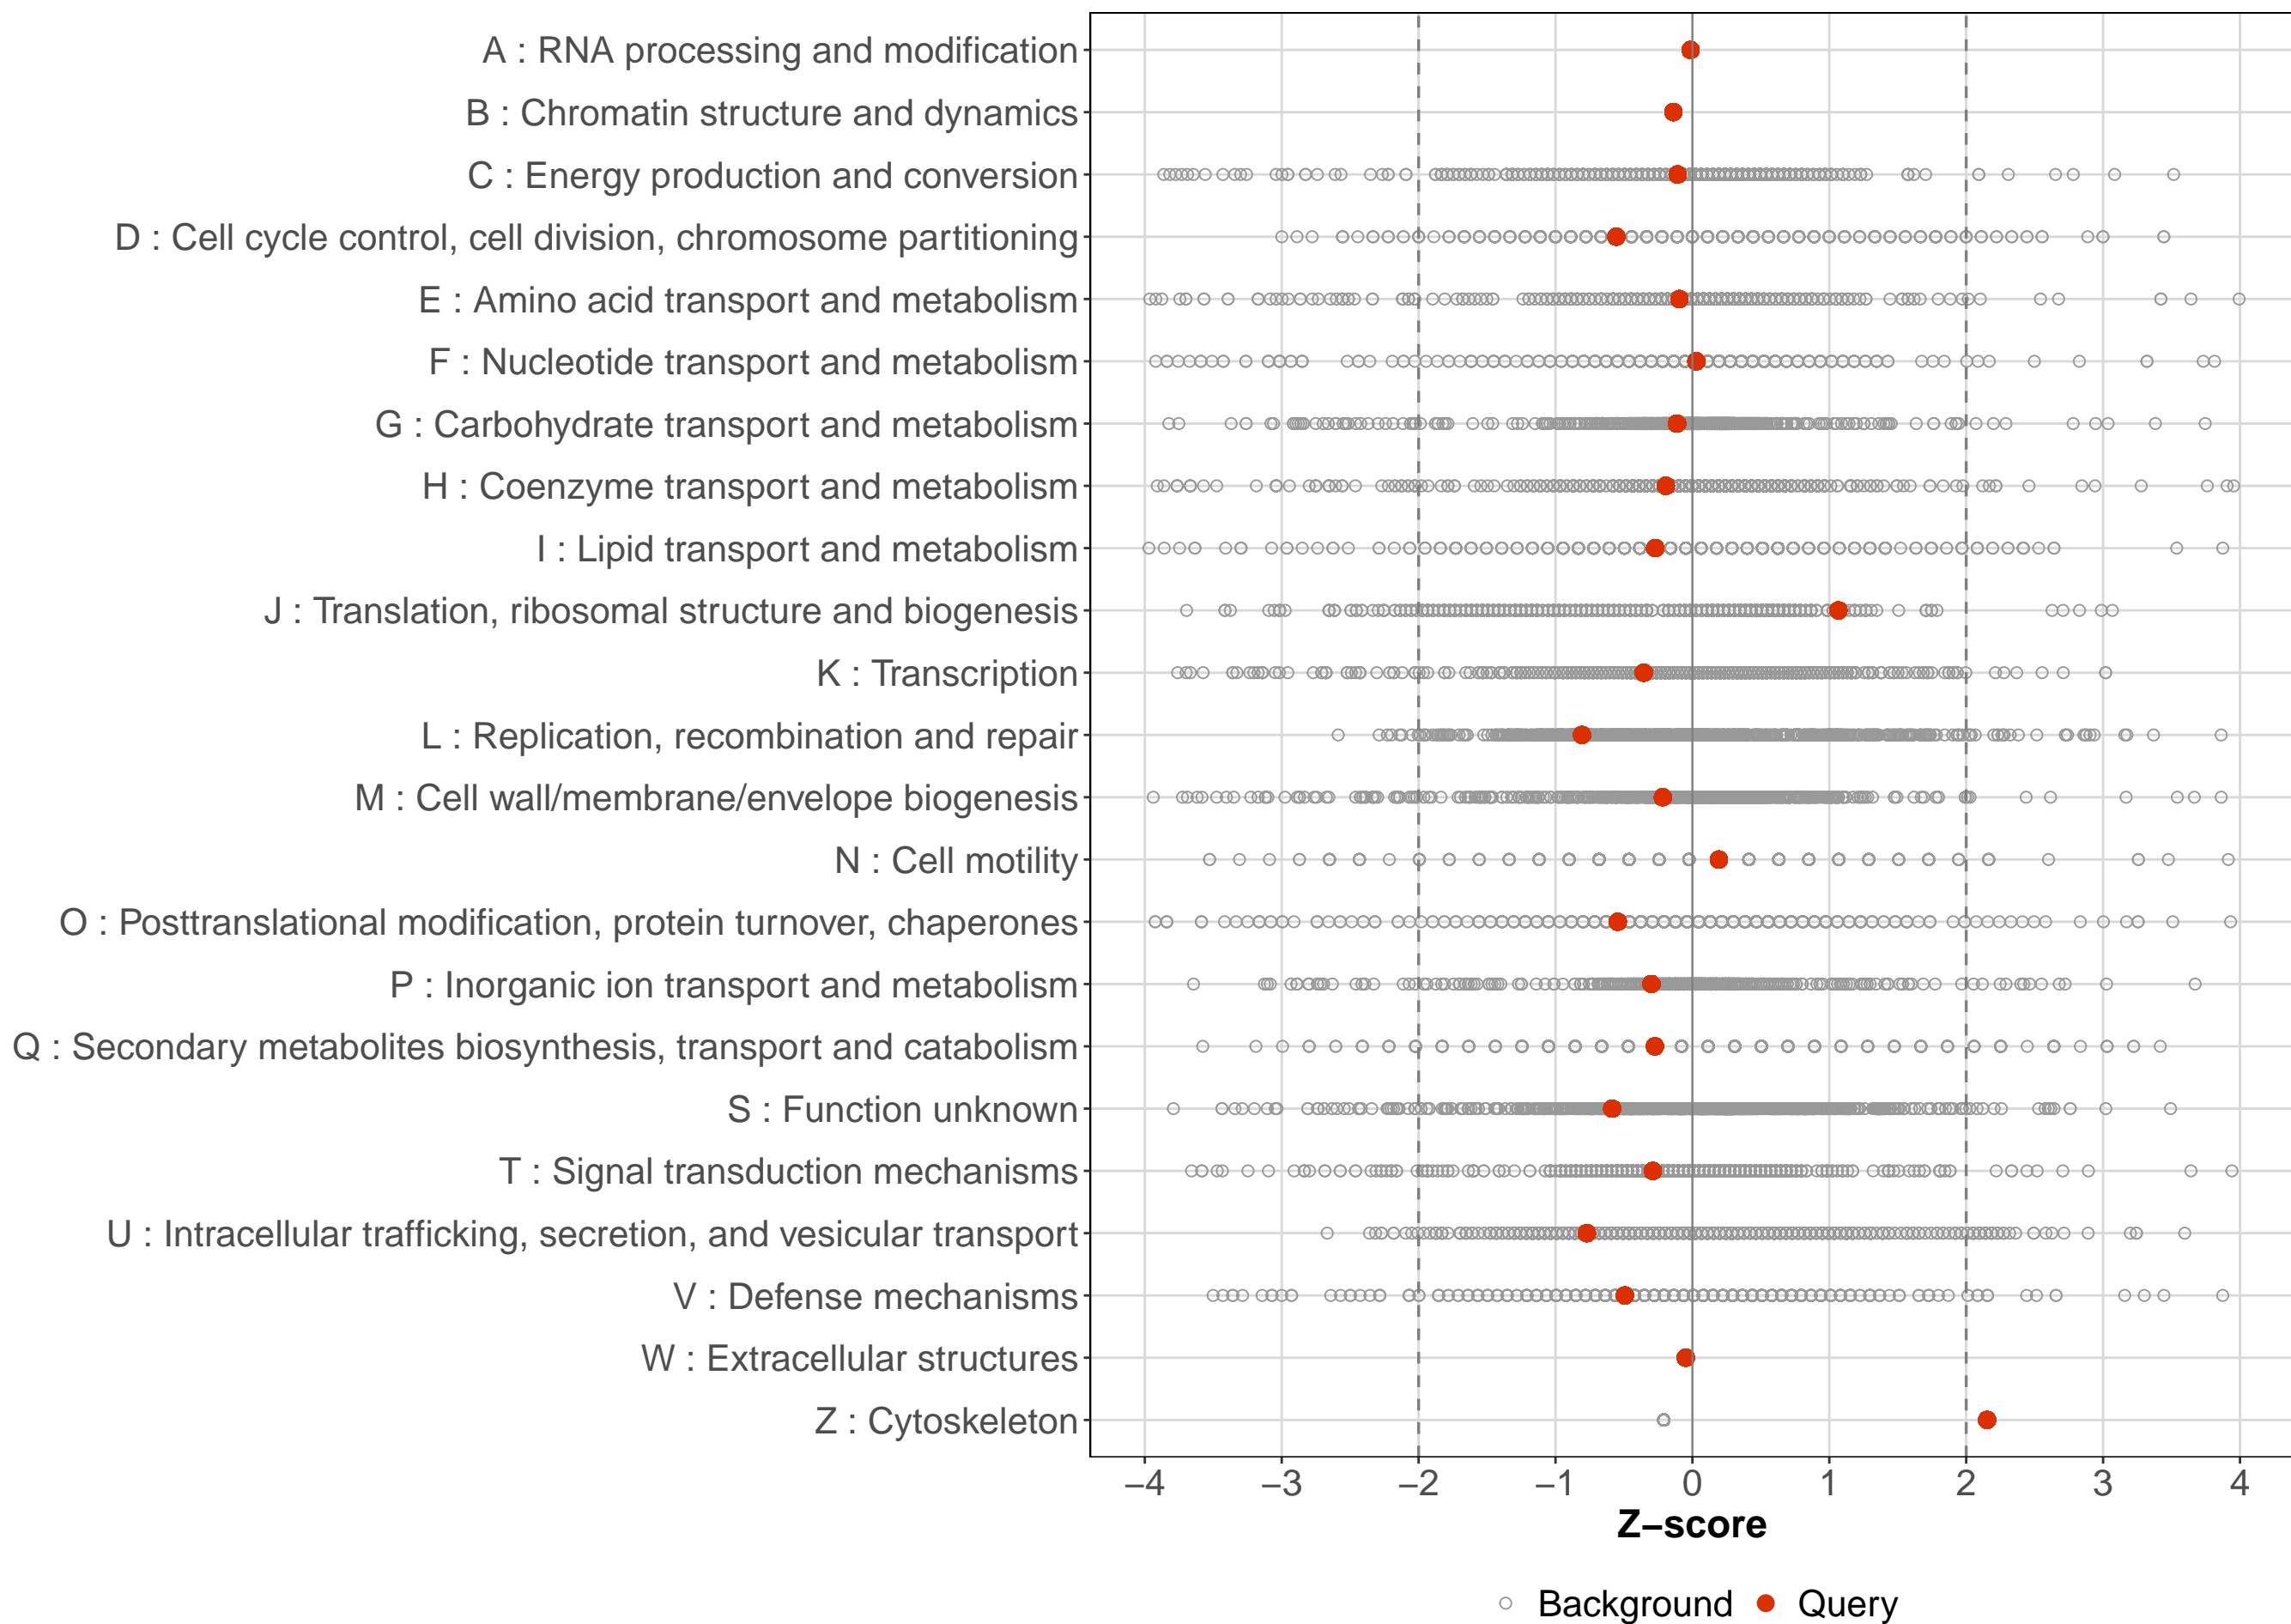 A : RNA processing and modification
B : Chromatin structure and dynamics
C : Energy production and conversion
D : Cell cycle control, cell division, chromosome partitioning
E : Amino acid transport and metabolism
F : Nucleotide transport and metabolism
G : Carbohydrate transport and metabolism
H : Coenzyme transport and metabolism
I : Lipid transport and metabolism
J : Translation, ribosomal structure and biogenesis
K : Transcription
L : Replication, recombination and repair
M : Cell wall/membrane/envelope biogenesis
N : Cell motility
O : Posttranslational modification, protein turnover, chaperones
P : Inorganic ion transport and metabolism
Q : Secondary metabolites biosynthesis, transport and catabolism
S : Function unknown
T : Signal transduction mechanisms
U : Intracellular trafficking, secretion, and vesicular transport
V : Defense mechanisms
W : Extracellular structures
Z : Cytoskeleton
−4 −3 −2 −1 0 1 2 3 4
Z−score
Background Query